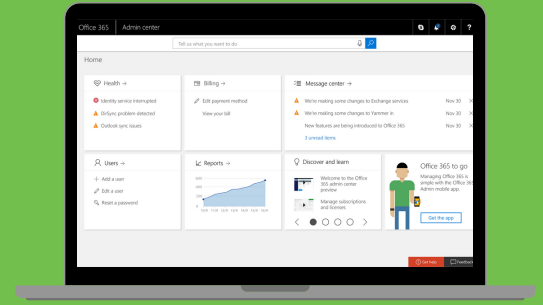 Office 365 Admin center
Tell us what you want to do
Home
Health →
Identity service interrupted
DirSync problem detected
Outlook sync issues
Billing →
Edit payment method
View your bill
Message center →
We're making some changes to Exchange services Nov 30
We're making some changes to Yammer in Nov 30
New features are being introduced to Office 365 Nov 30
3 unread items
Users →
Add a user
Edit a user
Reset a password
Reports →
Discover and learn
Welcome to the Office
365 admin center
preview
Manage subscriptions
and licenses
Office 365 to go
Managing Office 365 is
simple with the Office 365
Admin mobile app.
Get the app
Get help
Feedback